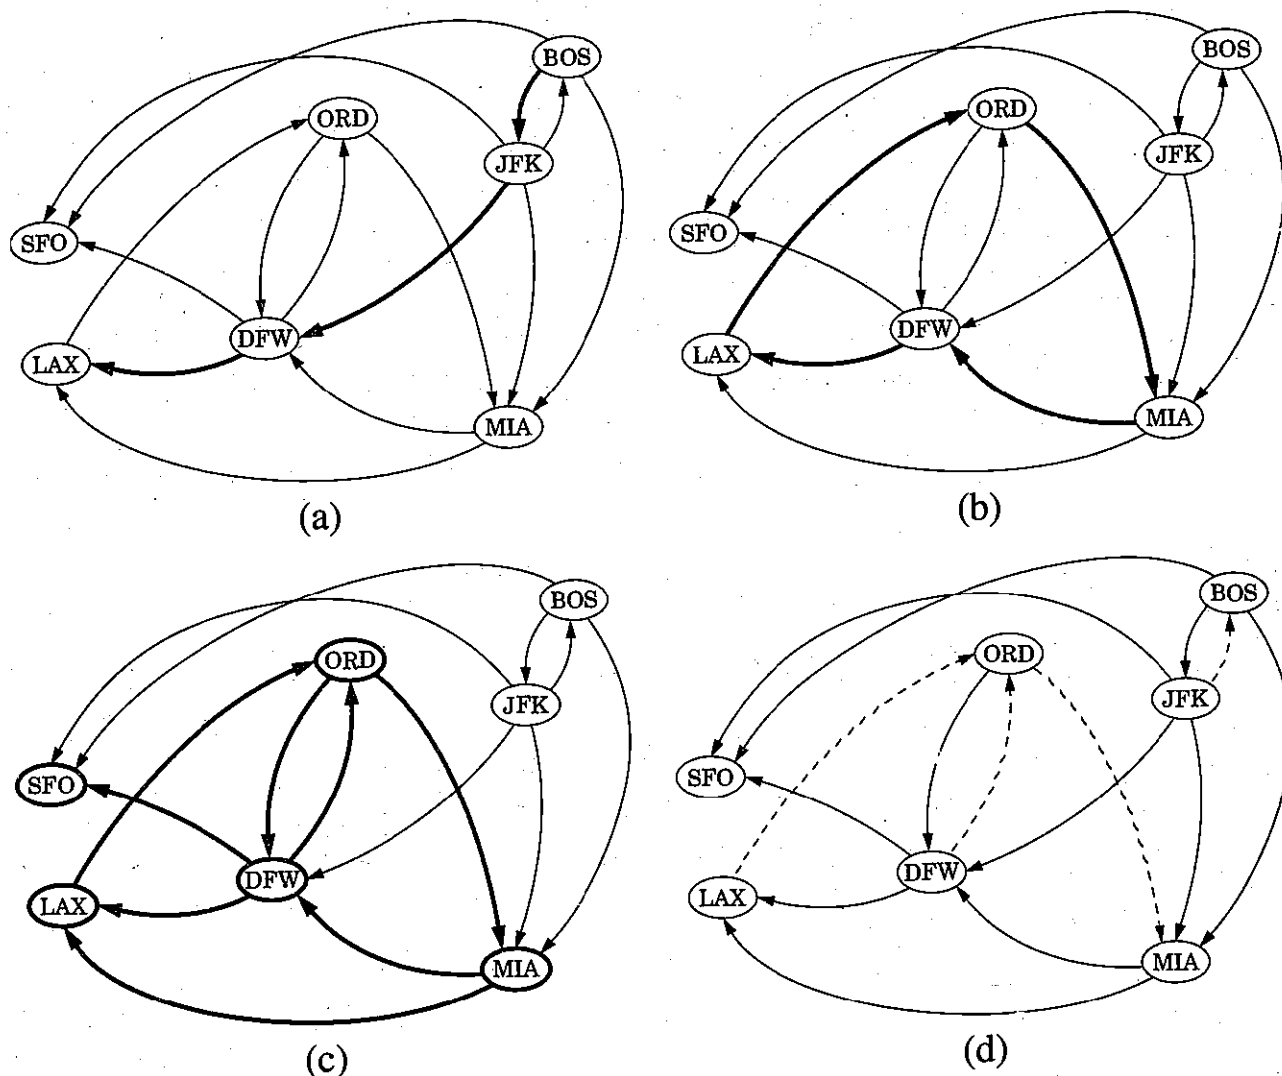 BOS
ORD
JFK
SFO
DFW
LAX
MIA
(a)
BOS
ORD
JFK
SFO
DFW
LAX
MIA
(b)
BOS
ORD
JFK
SFO
DFW
LAX
MIA
(c)
BOS
ORD
JFK
SFO
DFW
LAX
MIA
(d)